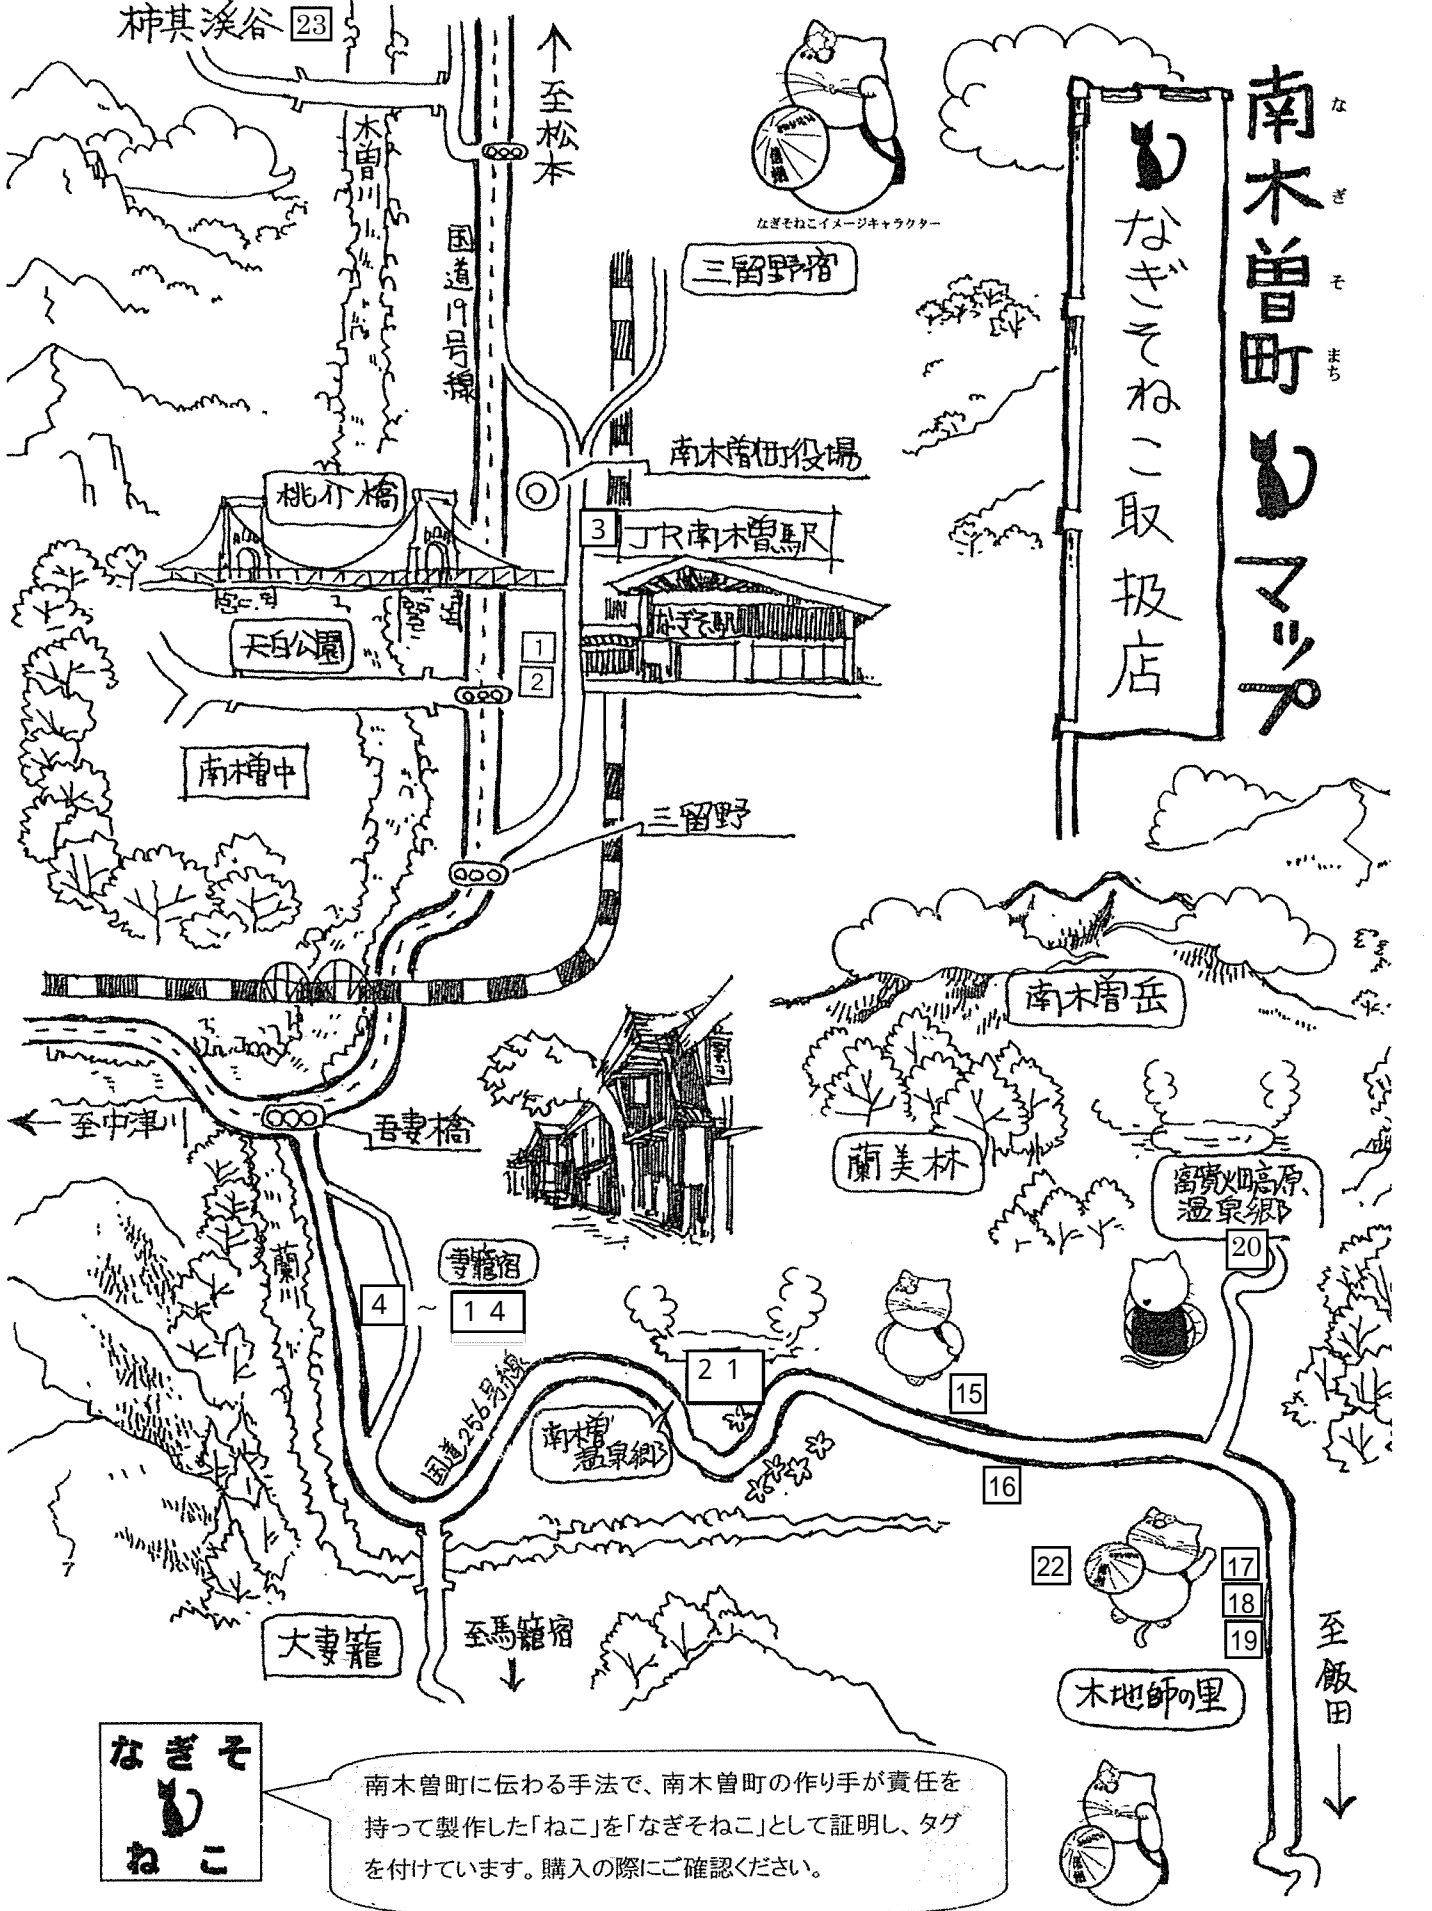 南木曽町マップ
な
ぎ
そ
まち
なぎそねこ取扱店
柿其渓谷 23
至松本
木曽川
国道19号線
なぎそねこイメージキャラクター
三留野宿
南木曽町役場
桃介橋
3
JR南木曽駅
なぎそ駅
天白公園
1
2
南木曽中
三留野
南木曽岳
至中津川
吾妻橋
蘭美林
富貴畑高原
温泉郷
20
蘭川
妻籠宿
4 ~ 14
国道256号線
21
南木曽
温泉郷
15
16
22
17
18
19
大妻籠
至馬籠宿
木地師の里
至飯田
なぎそ
ねこ
南木曽町に伝わる手法で、南木曽町の作り手が責任を
持って製作した「ねこ」を「なぎそねこ」として証明し、タグ
を付けています。購入の際にご確認ください。